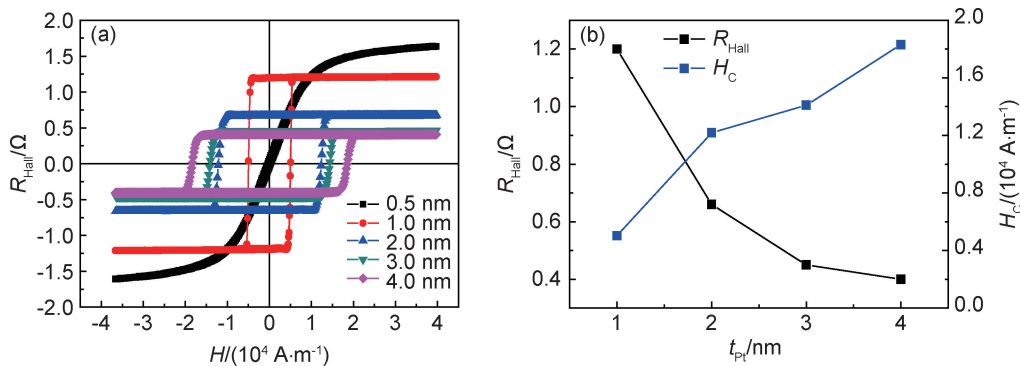 (a)
2.0
1.5
1.0
0.5
0.0
-0.5
-1.0
-1.5
-2.0
R_Hall/Ω
0.5 nm
1.0 nm
2.0 nm
3.0 nm
4.0 nm
-4 -3 -2 -1 0 1 2 3 4
H/(10⁴ A·m⁻¹)
(b)
R_Hall
H_C
1.2
1.0
0.8
0.6
0.4
R_Hall/Ω
2.0
1.6
1.2
0.8
0.4
0.0
H_C/(10⁴ A·m⁻¹)
1 2 3 4
t_Pt/nm